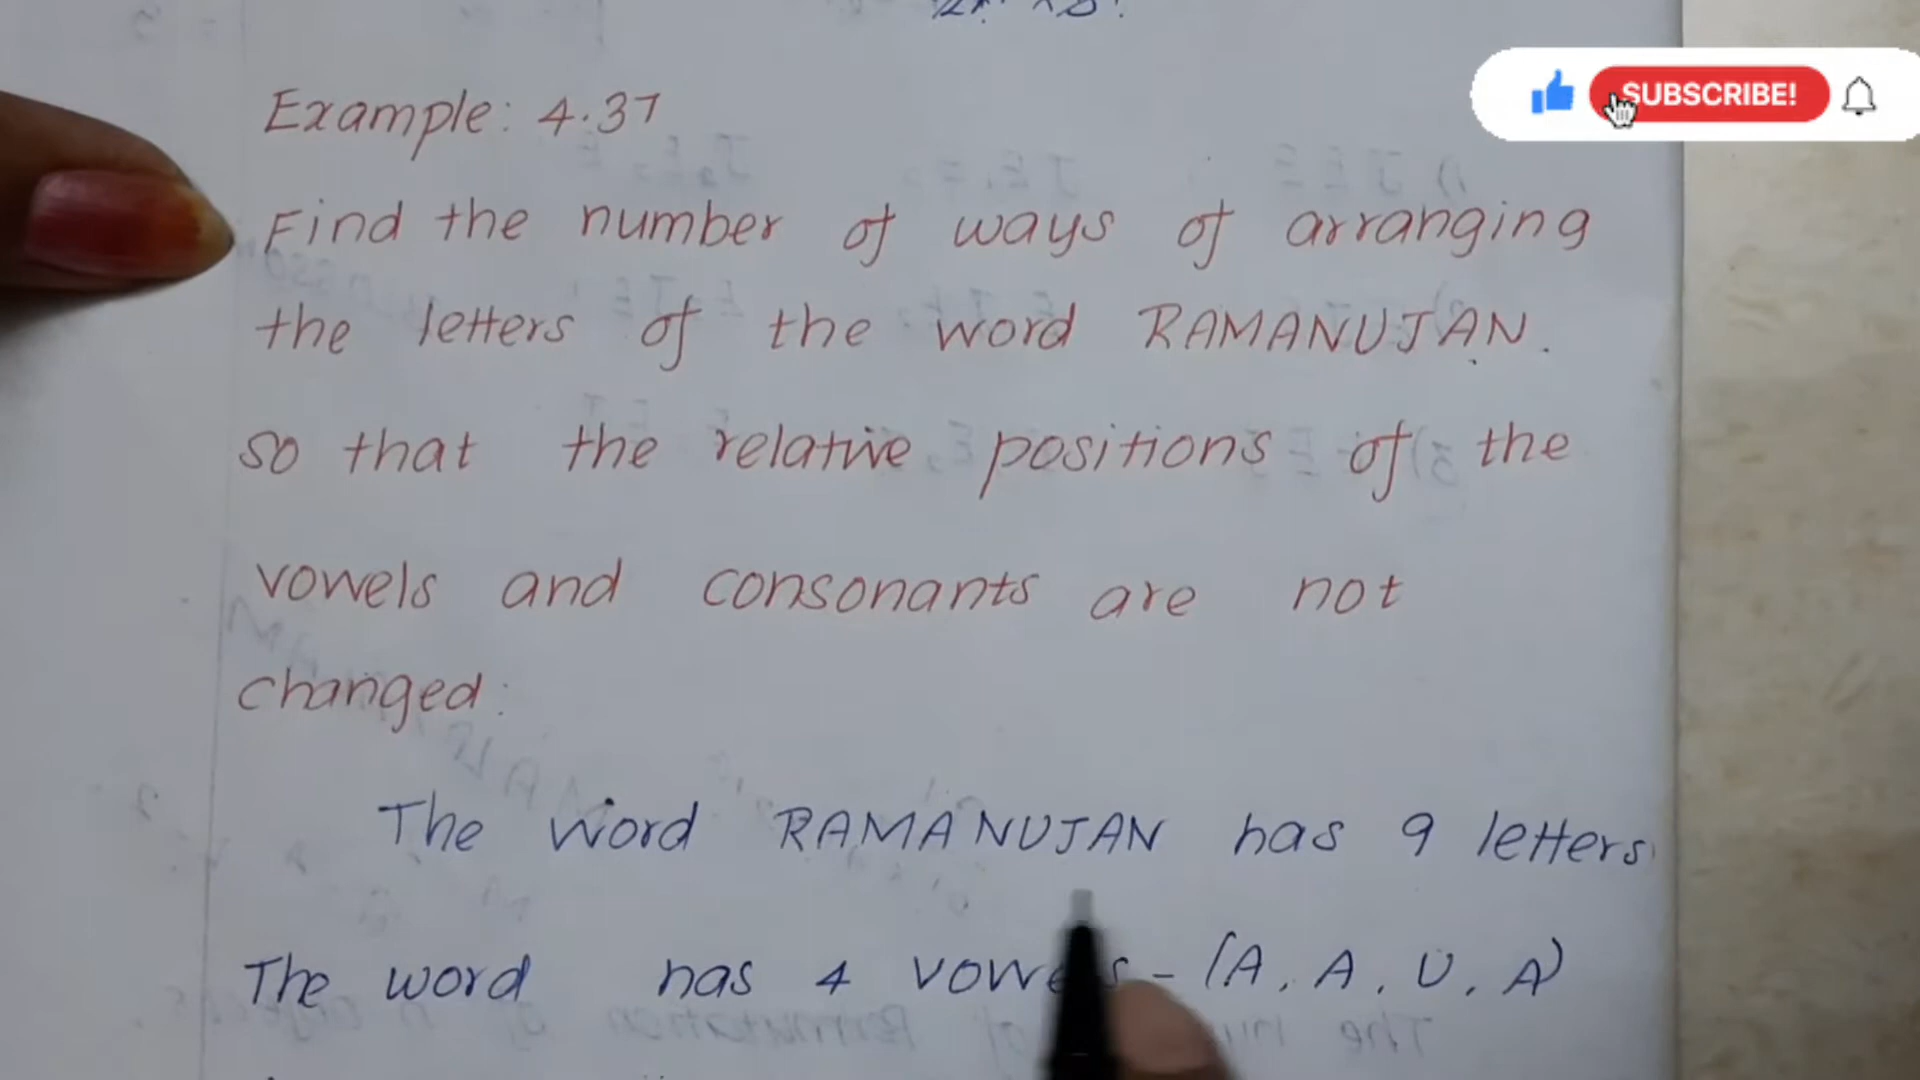 SUBSCRIBE!
Example: 4.37
Find the number of ways of arranging
the letters of the word RAMANUJAN.
so that the relative positions of the
vowels and consonants are not
changed:
The word RAMANUJAN has 9 letters
The word has 4 vowels - (A, A, U, A)